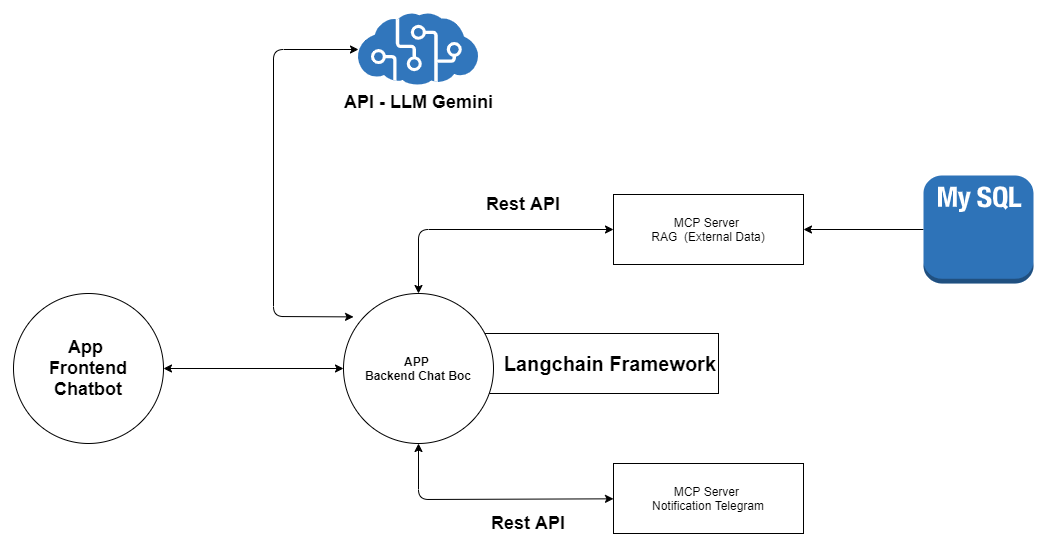 API - LLM Gemini
Rest API
My SQL
MCP Server
RAG  (External Data)
App
Frontend
Chatbot
APP
Backend Chat Boc
Langchain Framework
MCP Server
Notification Telegram
Rest API